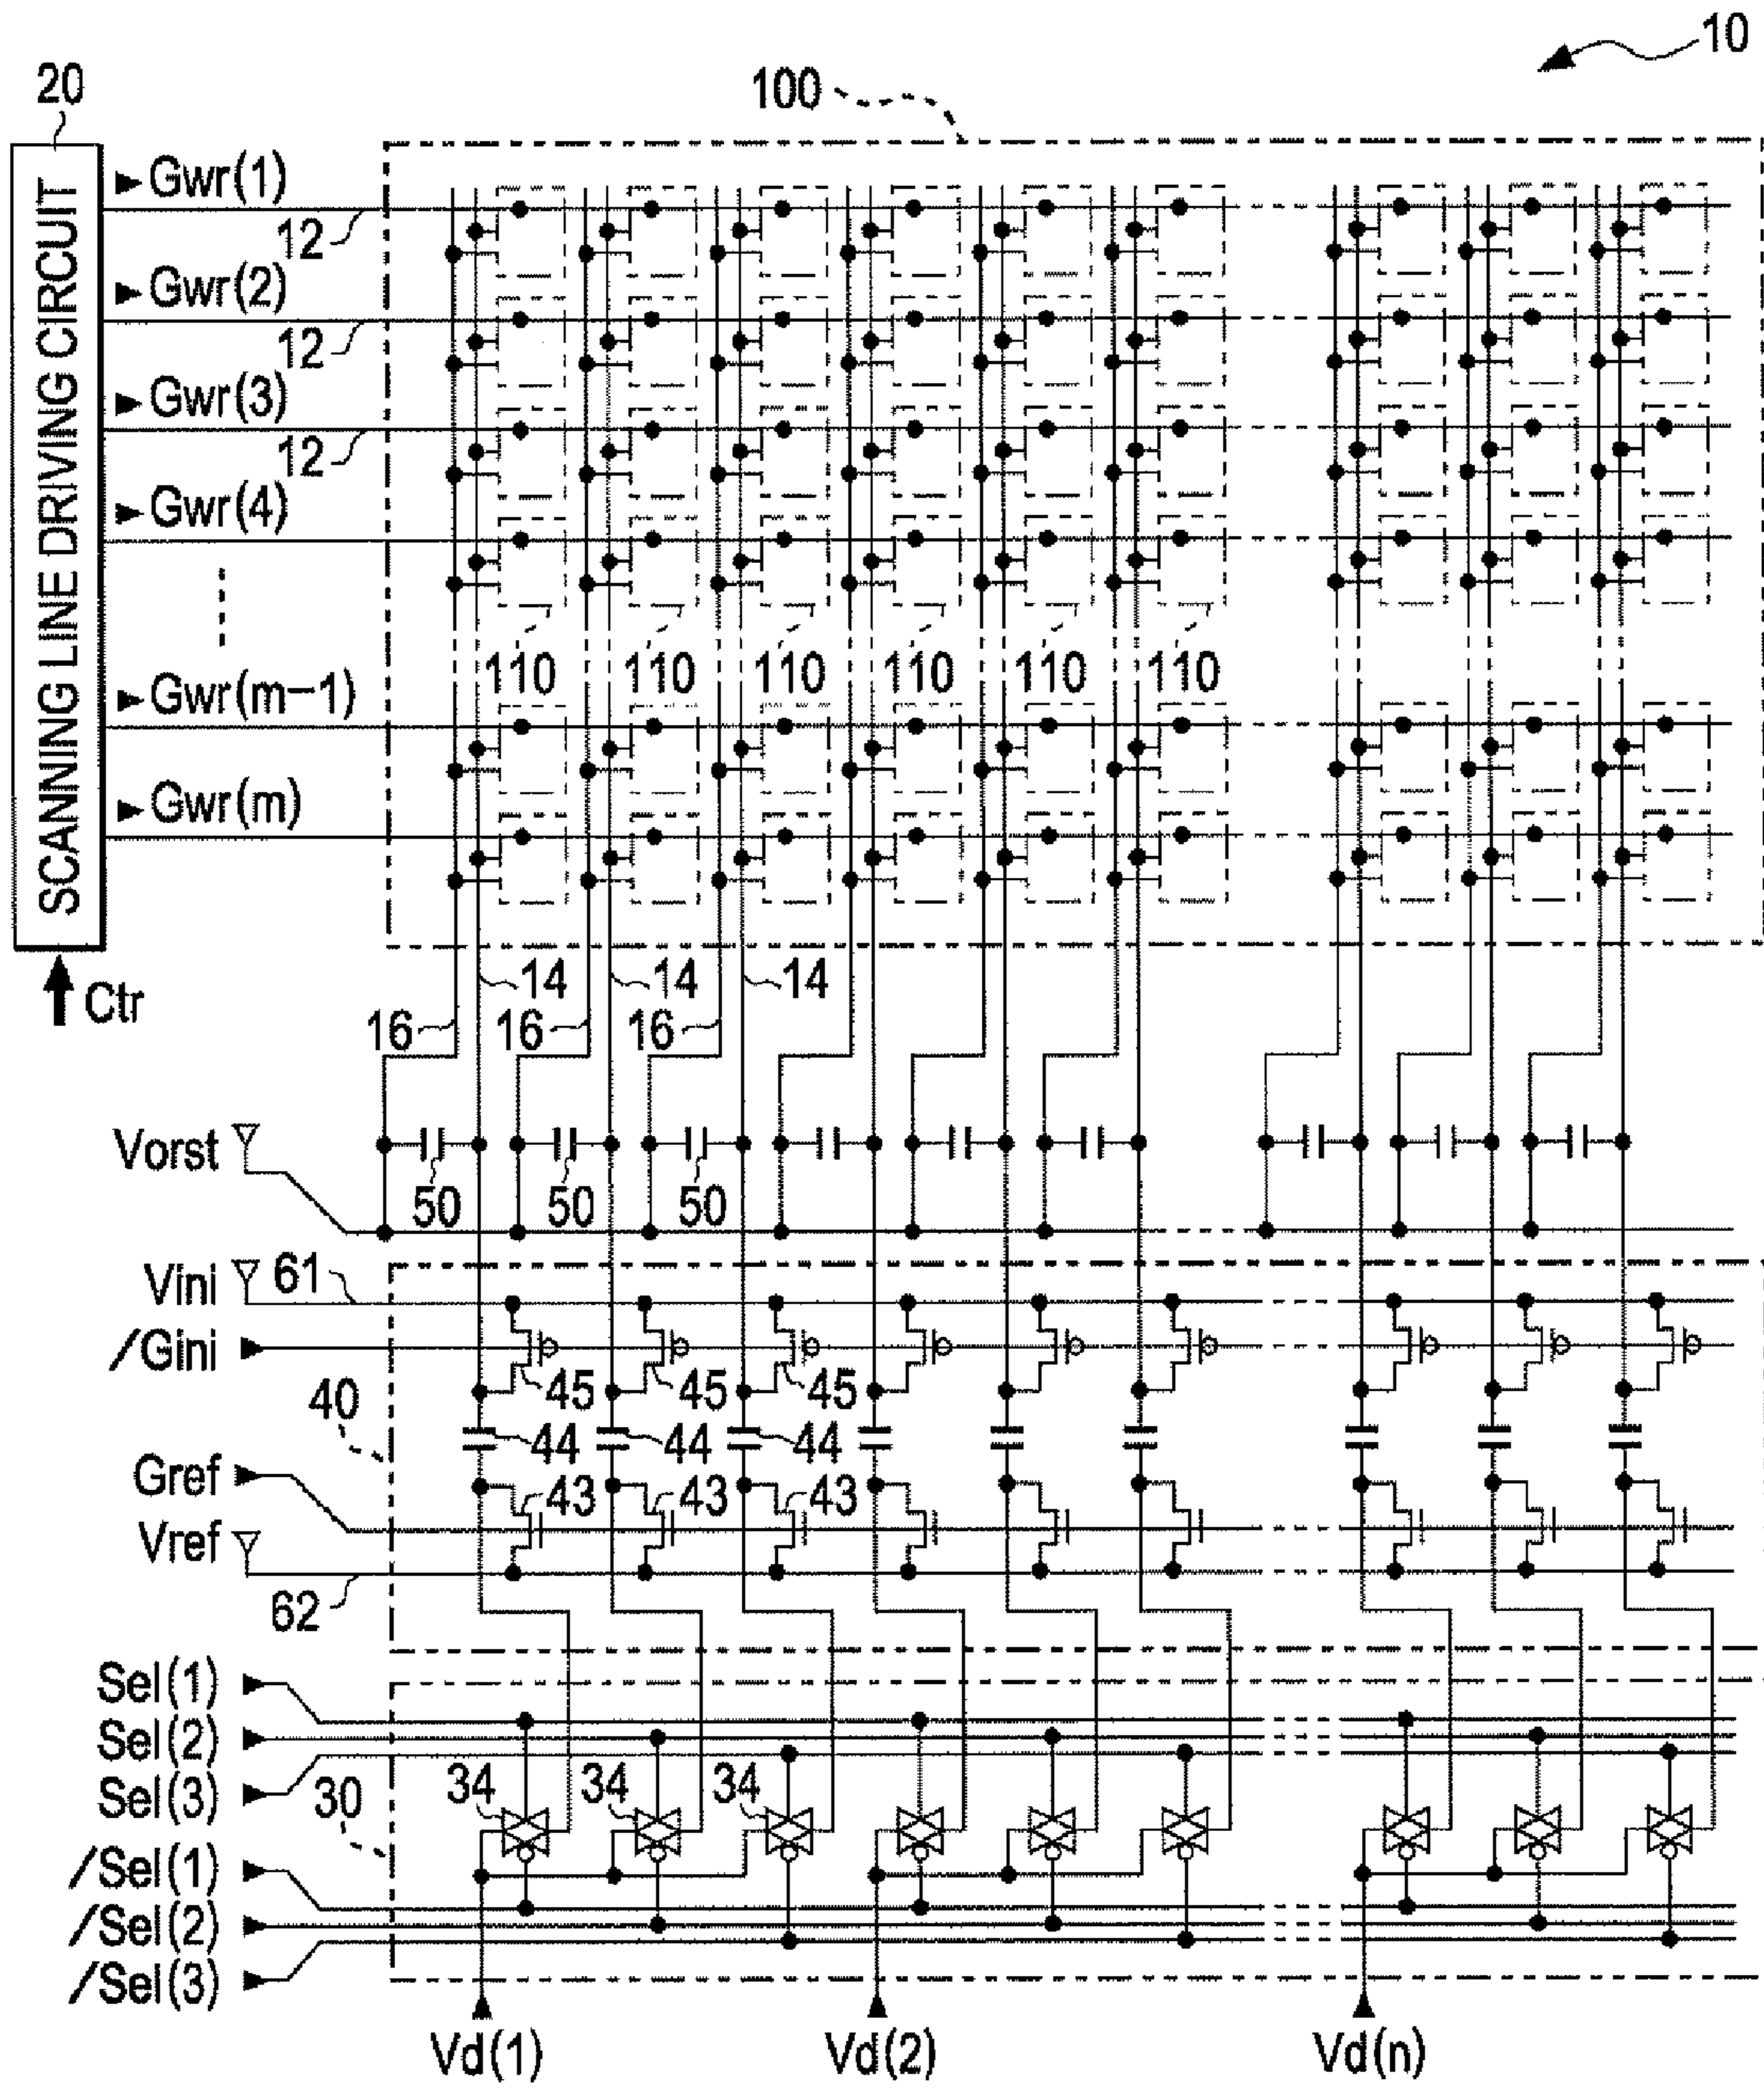 10
20
100
SCANNING LINE DRIVING CIRCUIT
Gwr(1)
12
Gwr(2)
12
Gwr(3)
12
Gwr(4)
110 110 110 110 110 110
Gwr(m-1)
Gwr(m)
14 14 14
Ctr
16 16 16
Vorst
50 50 50
Vini 61
/Gini
45 45 45
40
44 44 44
Gref
43 43 43
Vref
62
Sel(1)
Sel(2)
Sel(3)
30
34 34 34
/Sel(1)
/Sel(2)
/Sel(3)
Vd(1) Vd(2) Vd(n)